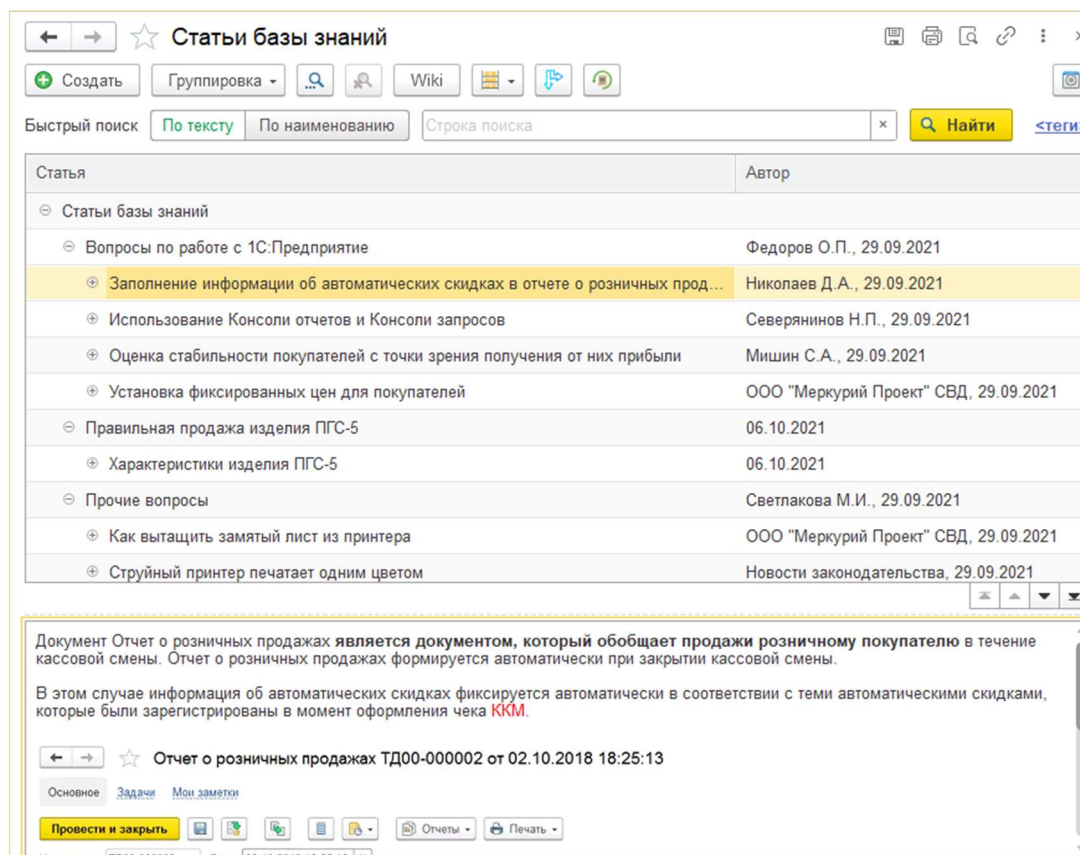 Статьи базы знаний
Создать Группировка Wiki
Быстрый поиск По тексту По наименованию Строка поиска × Найти <теги>
Статья Автор
Статьи базы знаний
Вопросы по работе с 1С:Предприятие Федоров О.П., 29.09.2021
Заполнение информации об автоматических скидках в отчете о розничных прод... Николаев Д.А., 29.09.2021
Использование Консоли отчетов и Консоли запросов Северянинов Н.П., 29.09.2021
Оценка стабильности покупателей с точки зрения получения от них прибыли Мишин С.А., 29.09.2021
Установка фиксированных цен для покупателей ООО "Меркурий Проект" СВД, 29.09.2021
Правильная продажа изделия ПГС-5 06.10.2021
Характеристики изделия ПГС-5 06.10.2021
Прочие вопросы Светлакова М.И., 29.09.2021
Как вытащить замятый лист из принтера ООО "Меркурий Проект" СВД, 29.09.2021
Струйный принтер печатает одним цветом Новости законодательства, 29.09.2021
Документ Отчет о розничных продажах является документом, который обобщает продажи розничному покупателю в течение
кассовой смены. Отчет о розничных продажах формируется автоматически при закрытии кассовой смены.
В этом случае информация об автоматических скидках фиксируется автоматически в соответствии с теми автоматическими скидками,
которые были зарегистрированы в момент оформления чека ККМ.
Отчет о розничных продажах ТД00-000002 от 02.10.2018 18:25:13
Основное Задачи Мои заметки
Провести и закрыть Отчеты Печать